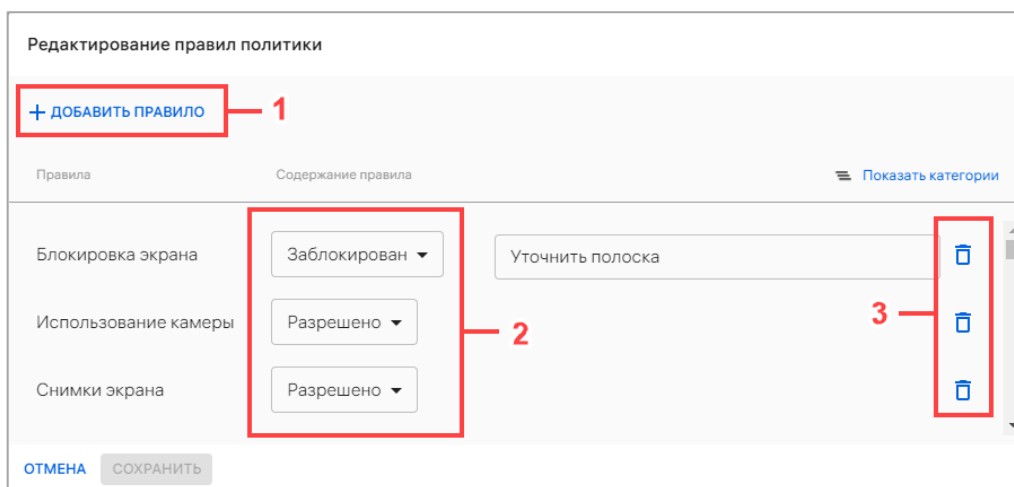 Редактирование правил политики
+ ДОБАВИТЬ ПРАВИЛО 1
Правила Содержание правила Показать категории
Блокировка экрана Заблокирован Уточнить полоска
Использование камеры Разрешено 2 3
Снимки экрана Разрешено
ОТМЕНА СОХРАНИТЬ